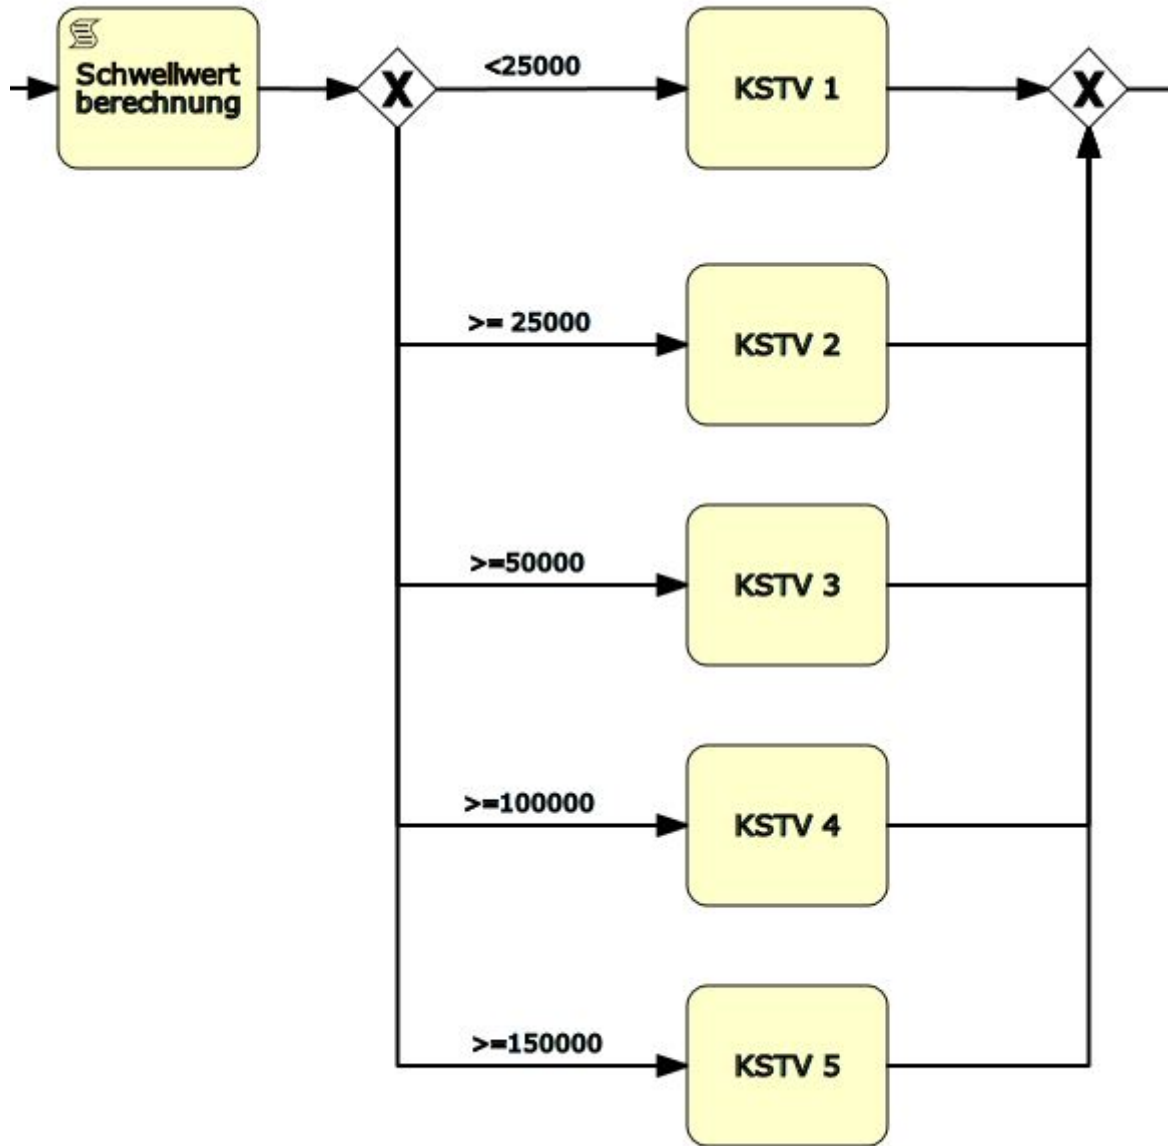 Schwellwert
berechnung
X
<25000
KSTV 1
X
>= 25000
KSTV 2
>=50000
KSTV 3
>=100000
KSTV 4
>=150000
KSTV 5